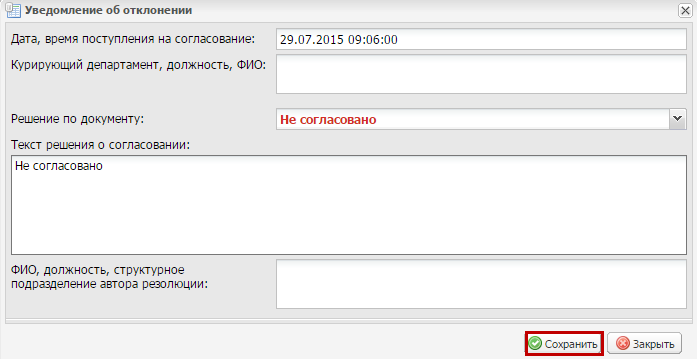 Уведомление об отклонении
Дата, время поступления на согласование: 29.07.2015 09:06:00
Курирующий департамент, должность, ФИО:
Решение по документу: Не согласовано
Текст решения о согласовании:
Не согласовано
ФИО, должность, структурное
подразделение автора резолюции:
Сохранить Закрыть